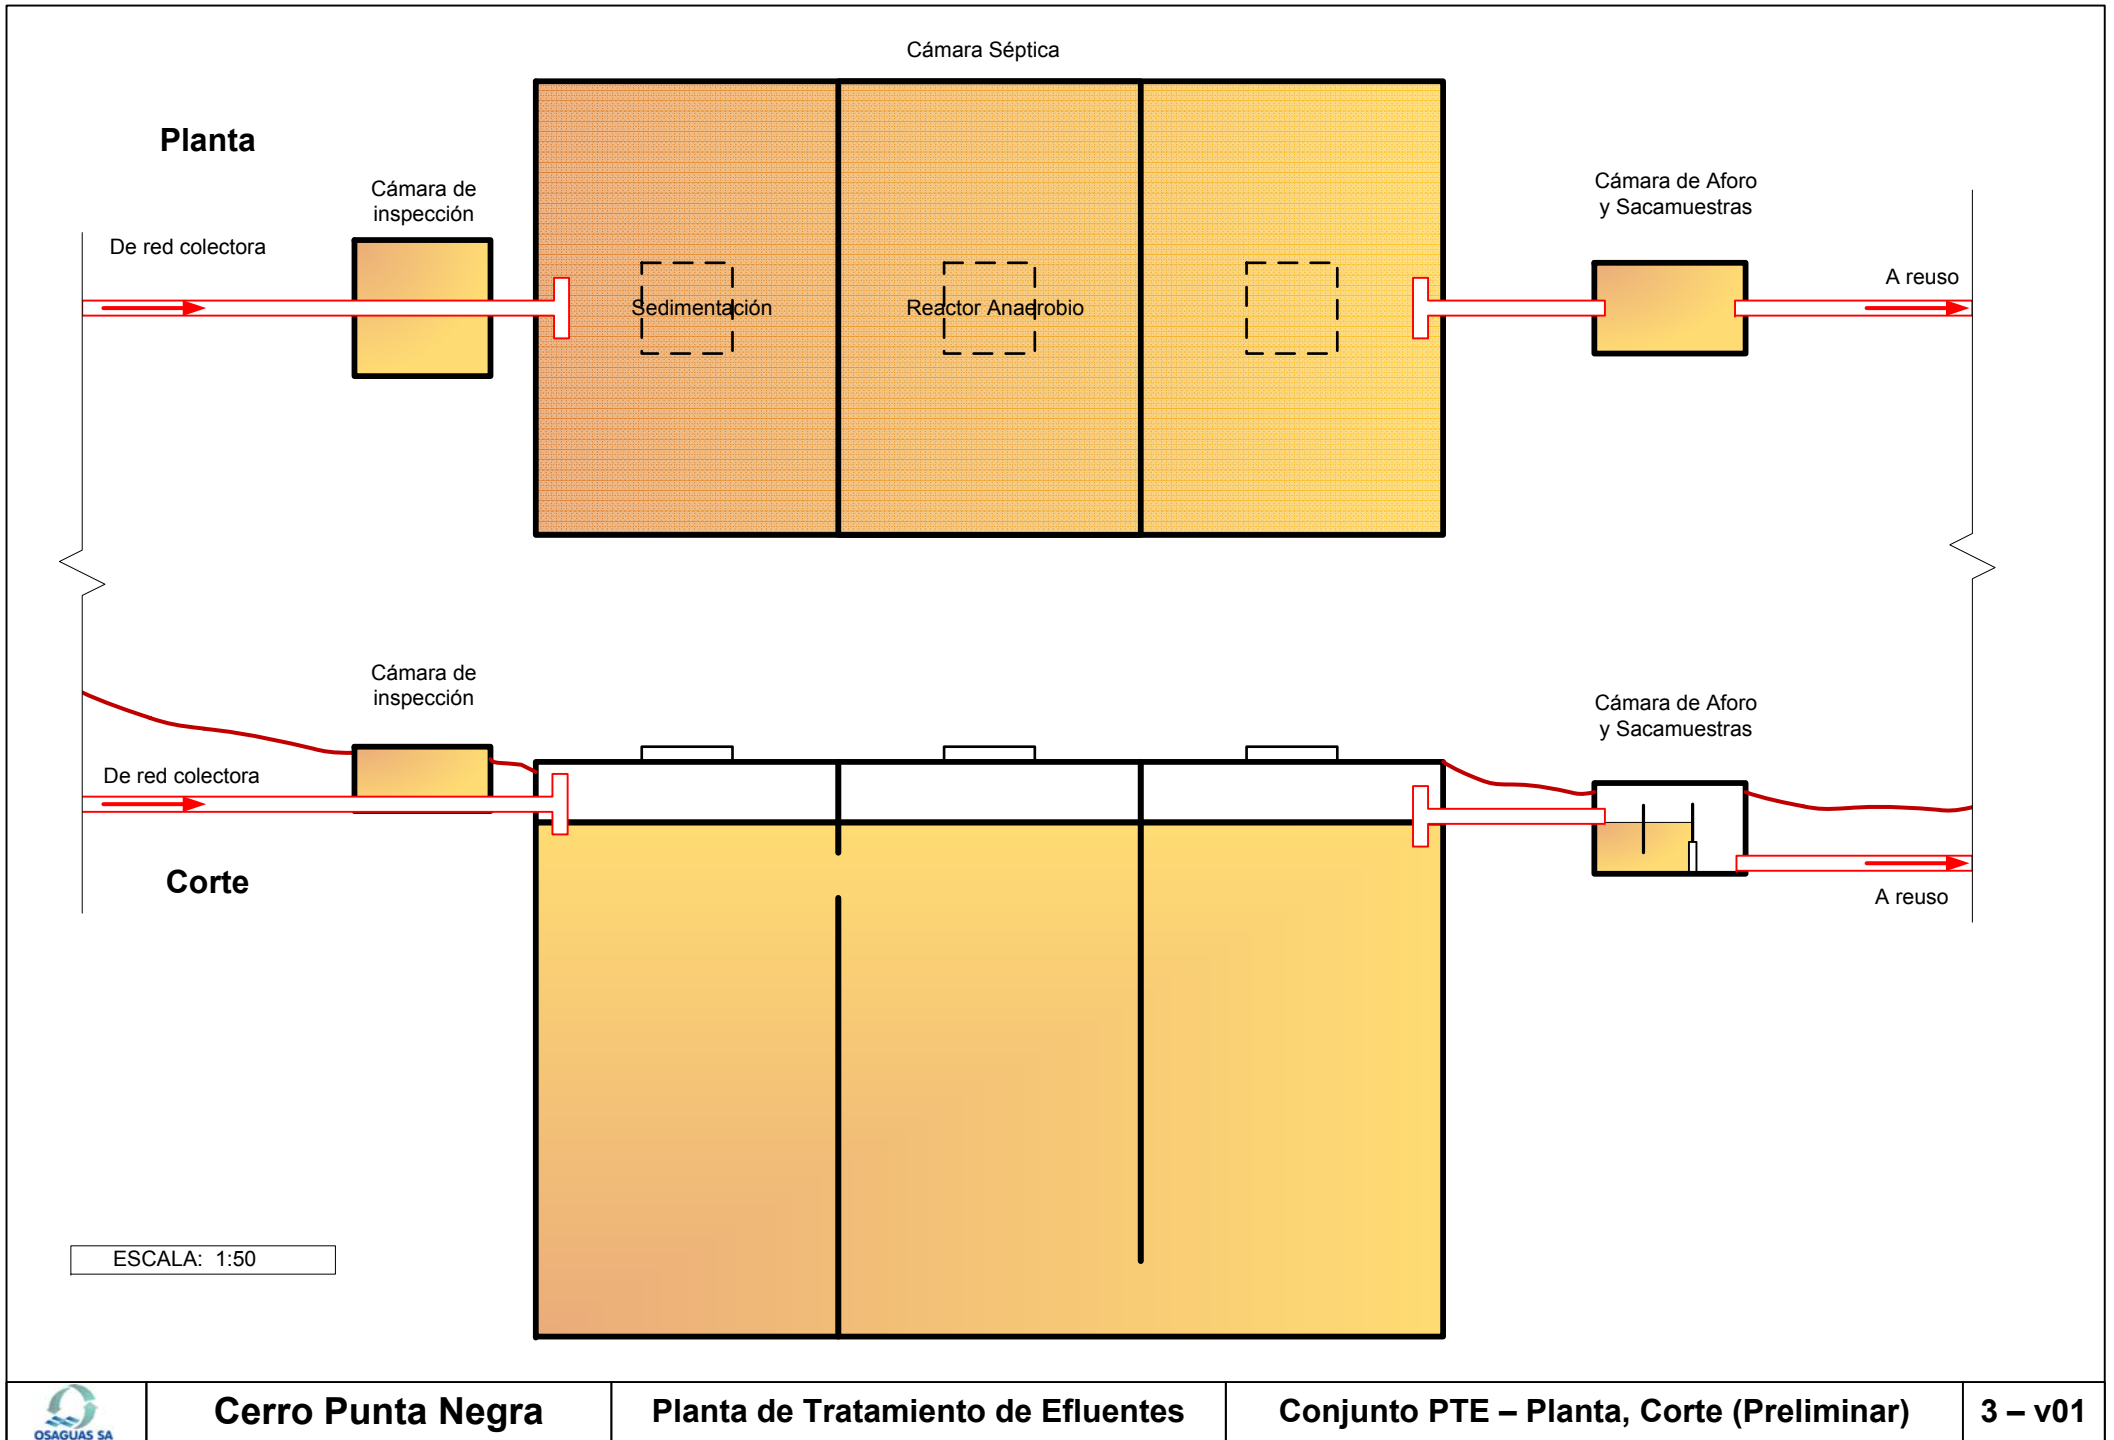 Cámara Séptica
Planta
Cámara de
inspección
Cámara de Aforo
y Sacamuestras
De red colectora
A reuso
Sedimentación
Reactor Anaerobio
Cámara de
inspección
Cámara de Aforo
y Sacamuestras
De red colectora
Corte
A reuso
ESCALA: 1:50
OSAGUAS SA
Cerro Punta Negra
Planta de Tratamiento de Efluentes
Conjunto PTE – Planta, Corte (Preliminar)
3 – v01